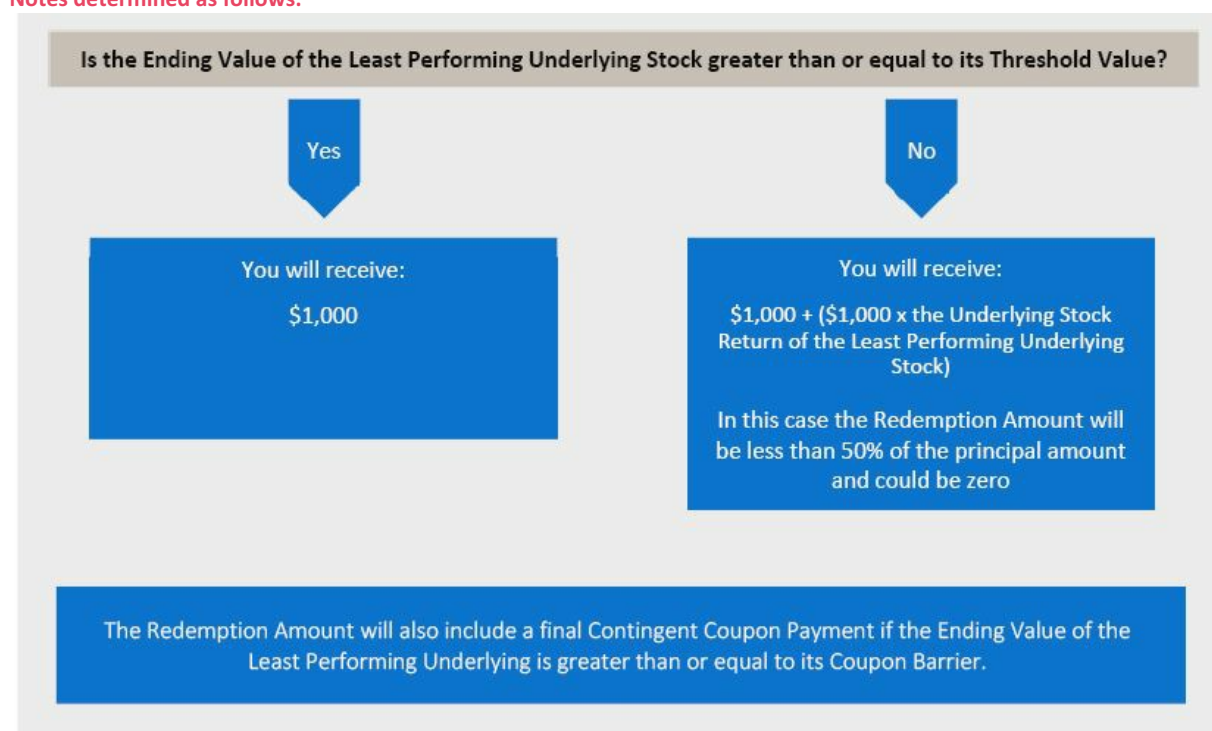 Notes determined as follows:
Is the Ending Value of the Least Performing Underlying Stock greater than or equal to its Threshold Value?
Yes
No
You will receive:
$1,000
You will receive:
$1,000 + ($1,000 x the Underlying Stock
Return of the Least Performing Underlying
Stock)
In this case the Redemption Amount will
be less than 50% of the principal amount
and could be zero
The Redemption Amount will also include a final Contingent Coupon Payment if the Ending Value of the
Least Performing Underlying is greater than or equal to its Coupon Barrier.